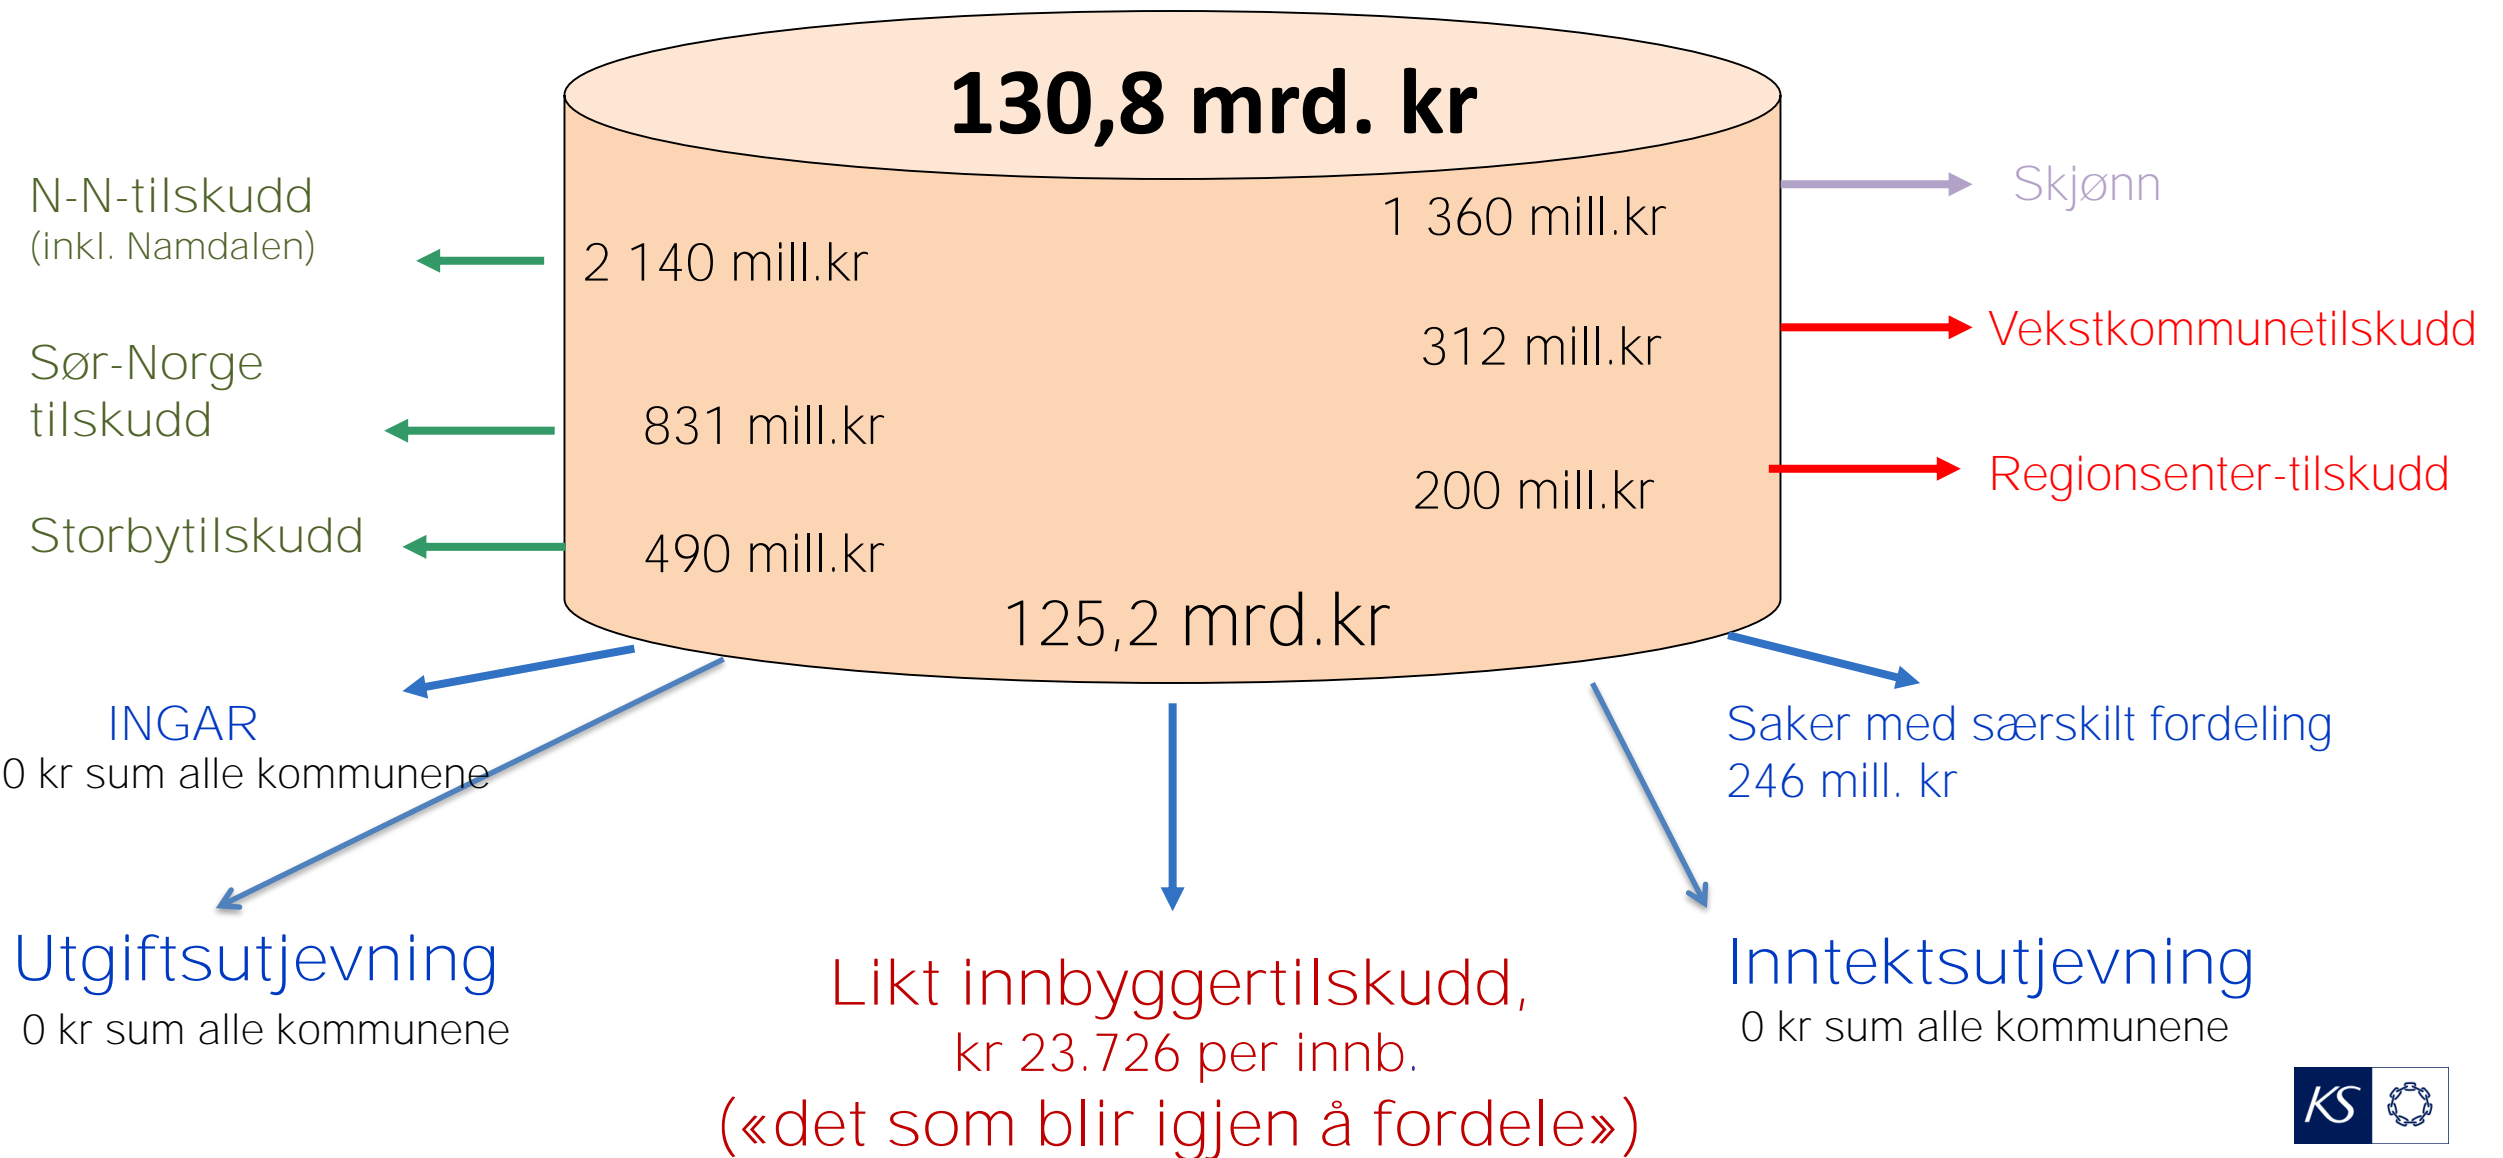 130,8 mrd. kr
N-N-tilskudd
(inkl. Namdalen)
2 140 mill.kr
1 360 mill.kr
Skjønn
Sør-Norge
tilskudd
831 mill.kr
312 mill.kr
Vekstkommunetilskudd
200 mill.kr
Regionsenter-tilskudd
Storbytilskudd
490 mill.kr
125,2 mrd.kr
INGAR
0 kr sum alle kommunene
Saker med særskilt fordeling
246 mill. kr
Utgiftsutjevning
0 kr sum alle kommunene
Likt innbyggertilskudd,
kr 23.726 per innb.
(«det som blir igjen å fordele»)
Inntektsutjevning
0 kr sum alle kommunene
KS